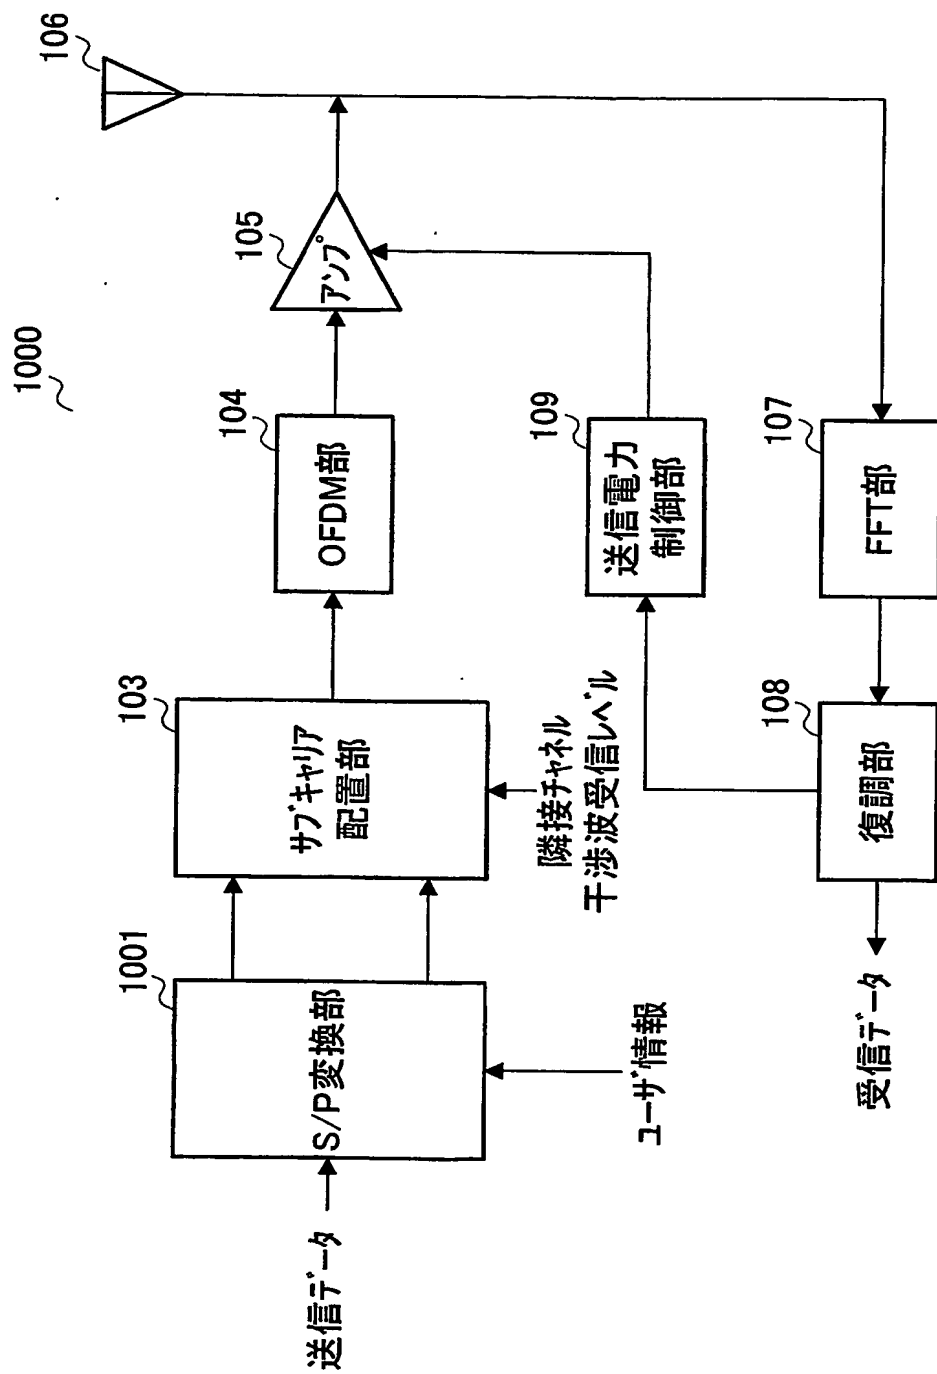 1000
送信データ
1001
S/P変換部
ユーザ情報
103
サブキャリア
配置部
隣接チャネル
干渉波受信レベル
104
OFDM部
105
アンプ
106
109
送信電力
制御部
107
FFT部
108
復調部
受信データ